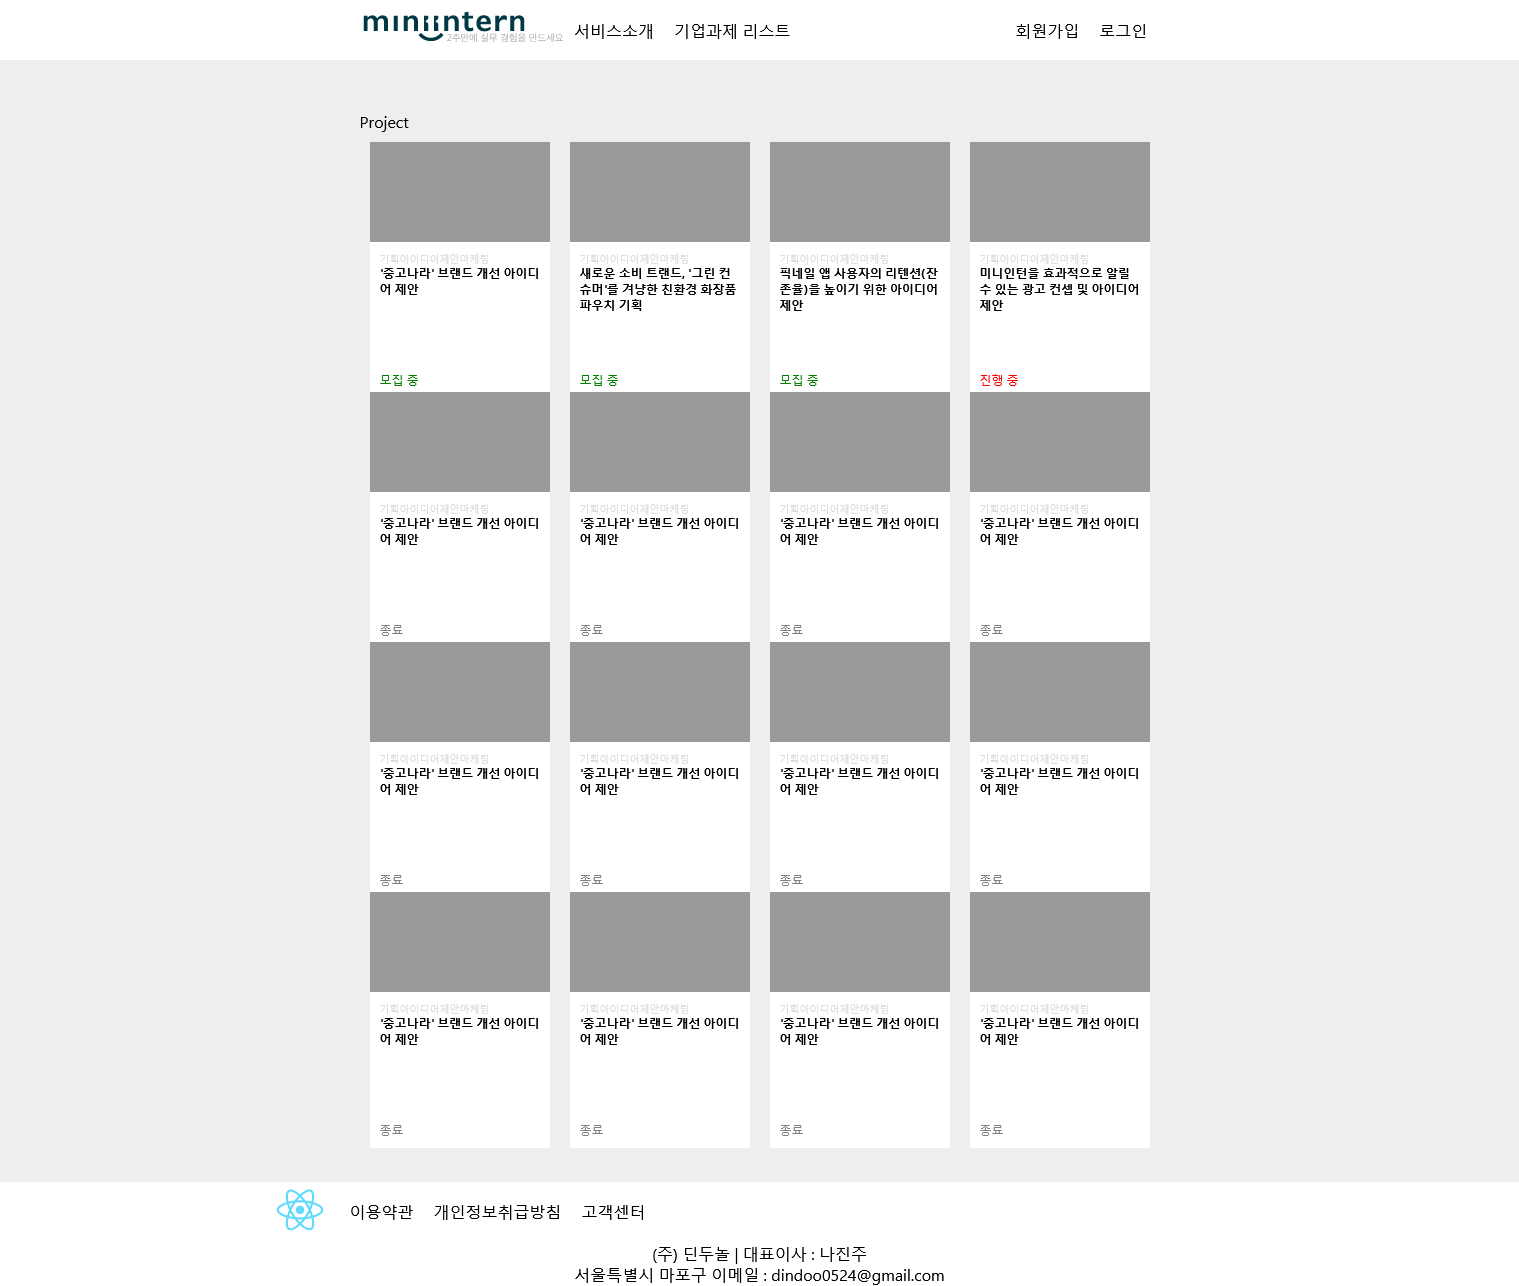 miniintern
2주만에 실무 경험을 만드세요
서비스소개 기업과제 리스트 회원가입 로그인
Project
기획아이디어제안마케팅
'중고나라' 브랜드 개선 아이디
어 제안
모집 중
기획아이디어제안마케팅
새로운 소비 트랜드, '그린 컨
슈머'를 겨냥한 친환경 화장품
파우치 기획
모집 중
기획아이디어제안마케팅
픽네일 앱 사용자의 리텐션(잔
존율)을 높이기 위한 아이디어
제안
모집 중
기획아이디어제안마케팅
미니인턴을 효과적으로 알릴
수 있는 광고 컨셉 및 아이디어
제안
진행 중
기획아이디어제안마케팅
'중고나라' 브랜드 개선 아이디
어 제안
종료
기획아이디어제안마케팅
'중고나라' 브랜드 개선 아이디
어 제안
종료
기획아이디어제안마케팅
'중고나라' 브랜드 개선 아이디
어 제안
종료
기획아이디어제안마케팅
'중고나라' 브랜드 개선 아이디
어 제안
종료
기획아이디어제안마케팅
'중고나라' 브랜드 개선 아이디
어 제안
종료
기획아이디어제안마케팅
'중고나라' 브랜드 개선 아이디
어 제안
종료
기획아이디어제안마케팅
'중고나라' 브랜드 개선 아이디
어 제안
종료
기획아이디어제안마케팅
'중고나라' 브랜드 개선 아이디
어 제안
종료
기획아이디어제안마케팅
'중고나라' 브랜드 개선 아이디
어 제안
종료
기획아이디어제안마케팅
'중고나라' 브랜드 개선 아이디
어 제안
종료
기획아이디어제안마케팅
'중고나라' 브랜드 개선 아이디
어 제안
종료
기획아이디어제안마케팅
'중고나라' 브랜드 개선 아이디
어 제안
종료
이용약관 개인정보취급방침 고객센터
(주) 딘두놀 | 대표이사 : 나진주
서울특별시 마포구 이메일 : dindoo0524@gmail.com